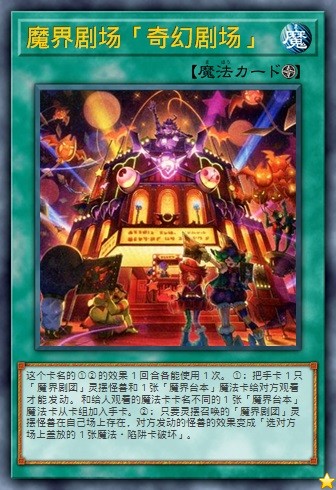 魔界剧场「奇幻剧场」
魔
【魔法カード】
这个卡名的①②的效果1回合各能使用1次。①：把手卡1只
「魔界剧团」灵摆怪兽和1张「魔界台本」魔法卡给对方观看
才能发动。和给人观看的魔法卡卡名不同的1张「魔界台本」
魔法卡从卡组加入手卡。②：只要灵摆召唤的「魔界剧团」灵
摆怪兽在自己场上存在，对方发动的怪兽的效果变成「选对方
场上盖放的1张魔法·陷阱卡破坏」。